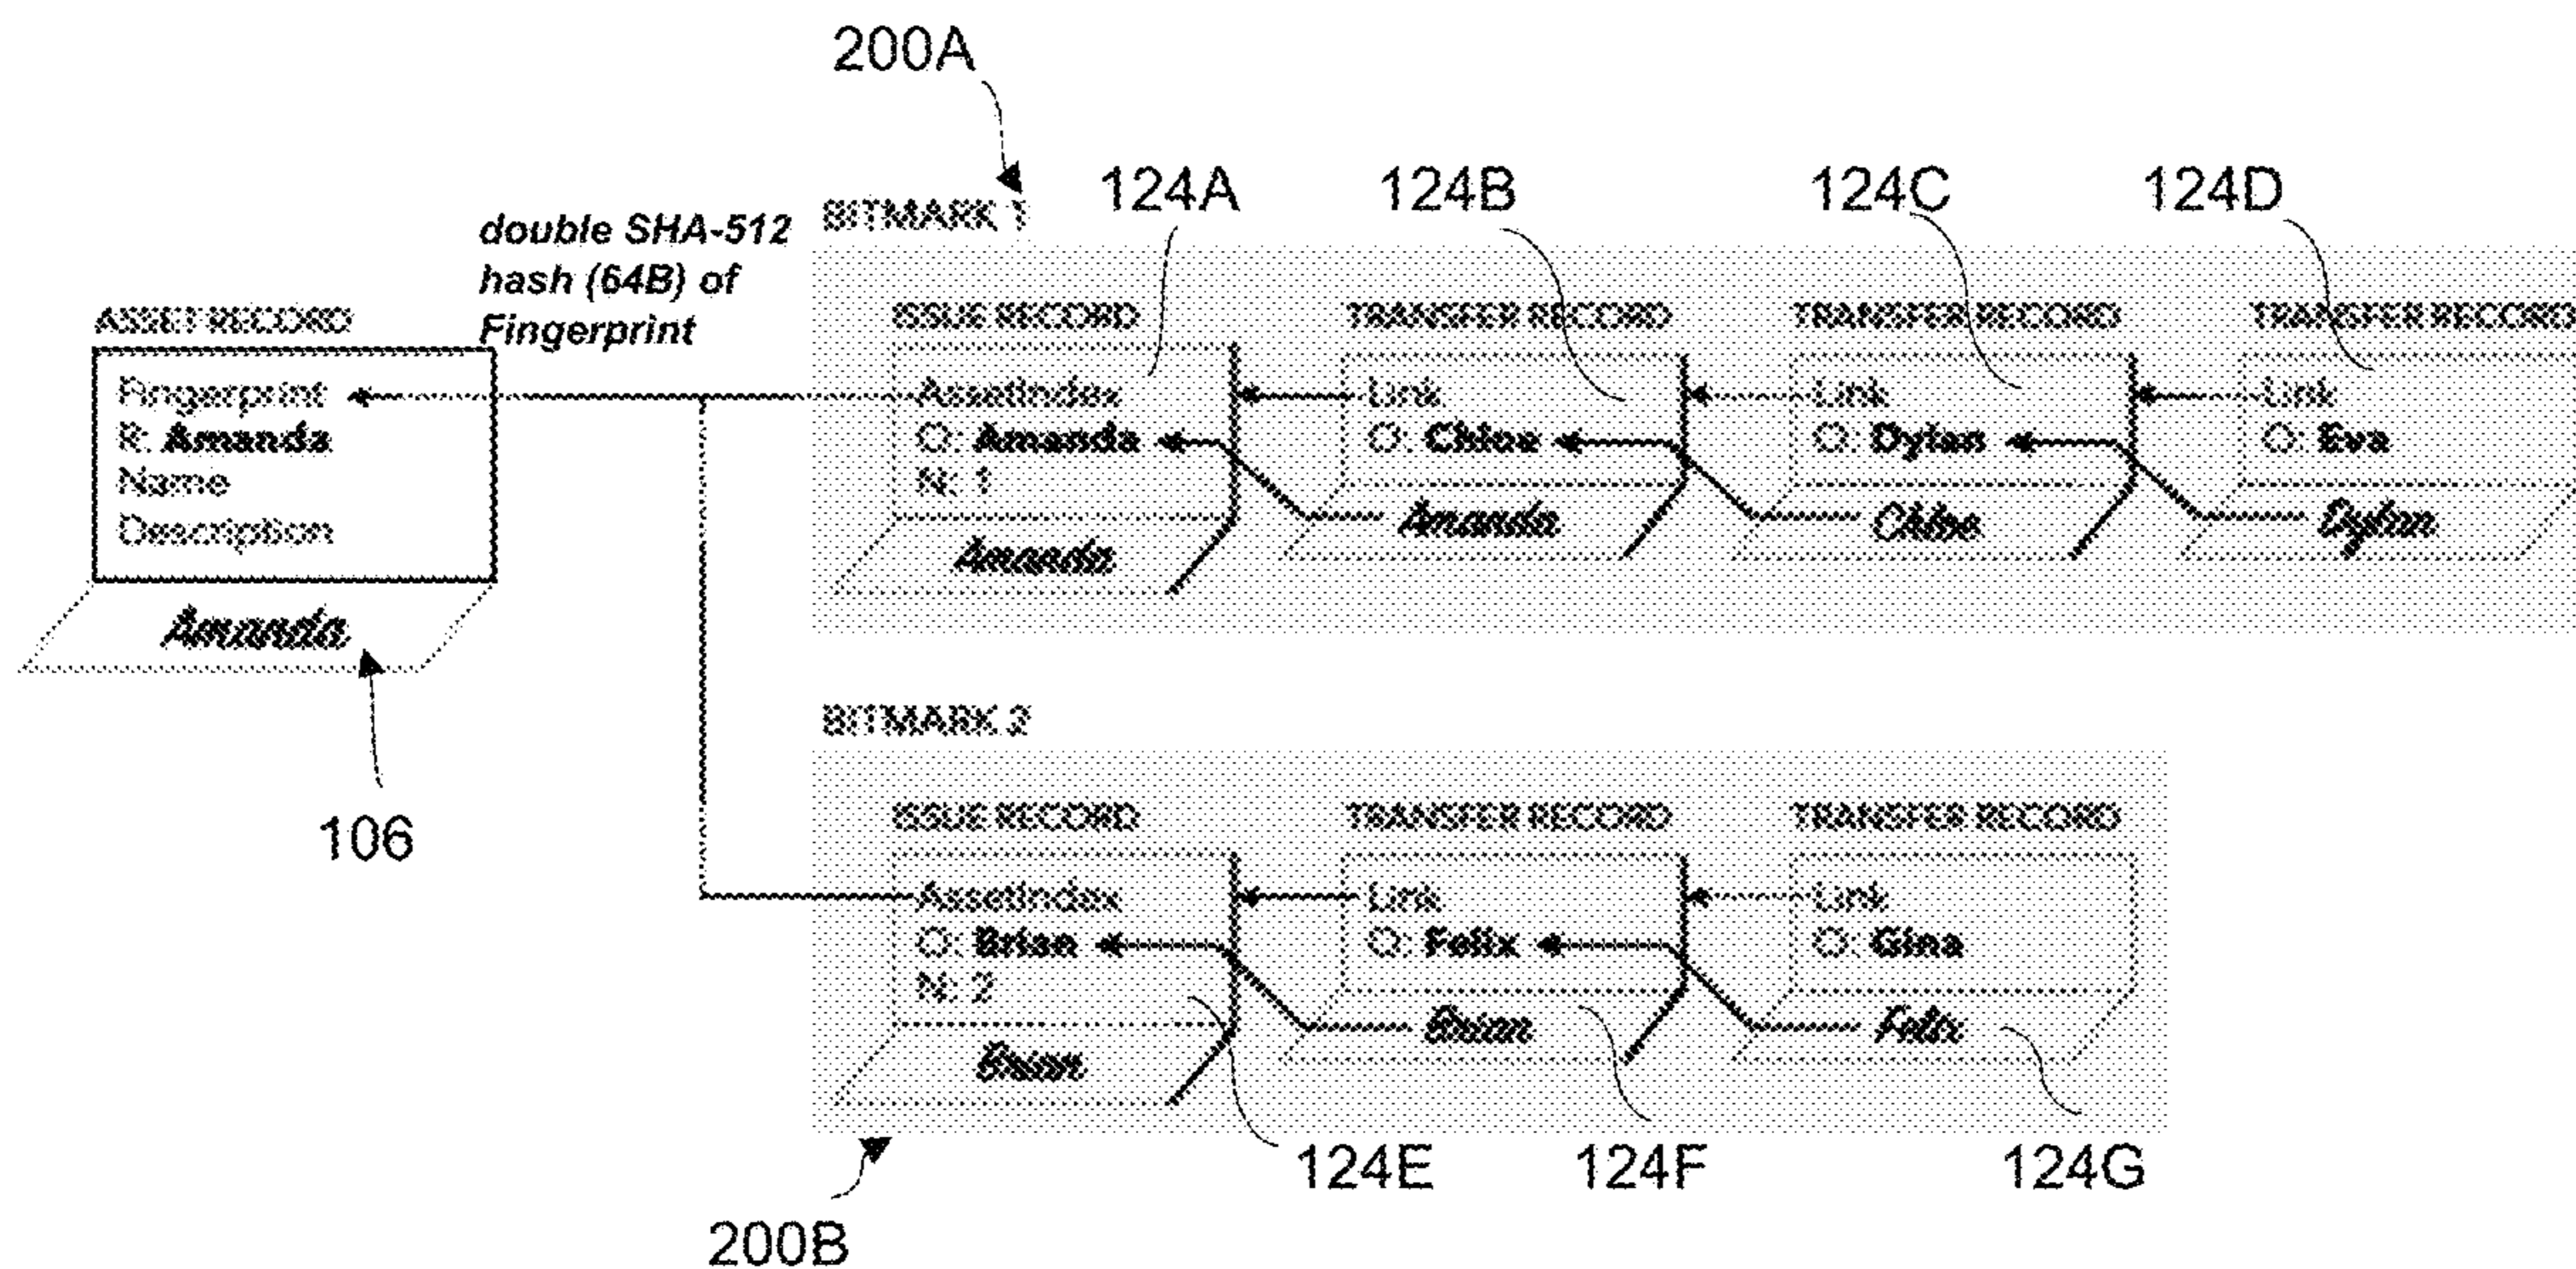 200A
124A
124B
124C
124D
BITMARK 1
double SHA-512
hash (64B) of
Fingerprint
ASSET RECORD
Fingerprint
R: Amanda
Name
Description
Amanda
106
ISSUE RECORD
AssetIndex
O: Amanda
N: 1
Amanda
TRANSFER RECORD
Link
O: Chloe
Amanda
TRANSFER RECORD
Link
O: Dylan
Chloe
TRANSFER RECORD
Link
O: Eva
Dylan
BITMARK 2
ISSUE RECORD
AssetIndex
O: Brian
N: 2
Brian
TRANSFER RECORD
Link
O: Felix
Brian
TRANSFER RECORD
Link
O: Gina
Felix
124E
124F
124G
200B